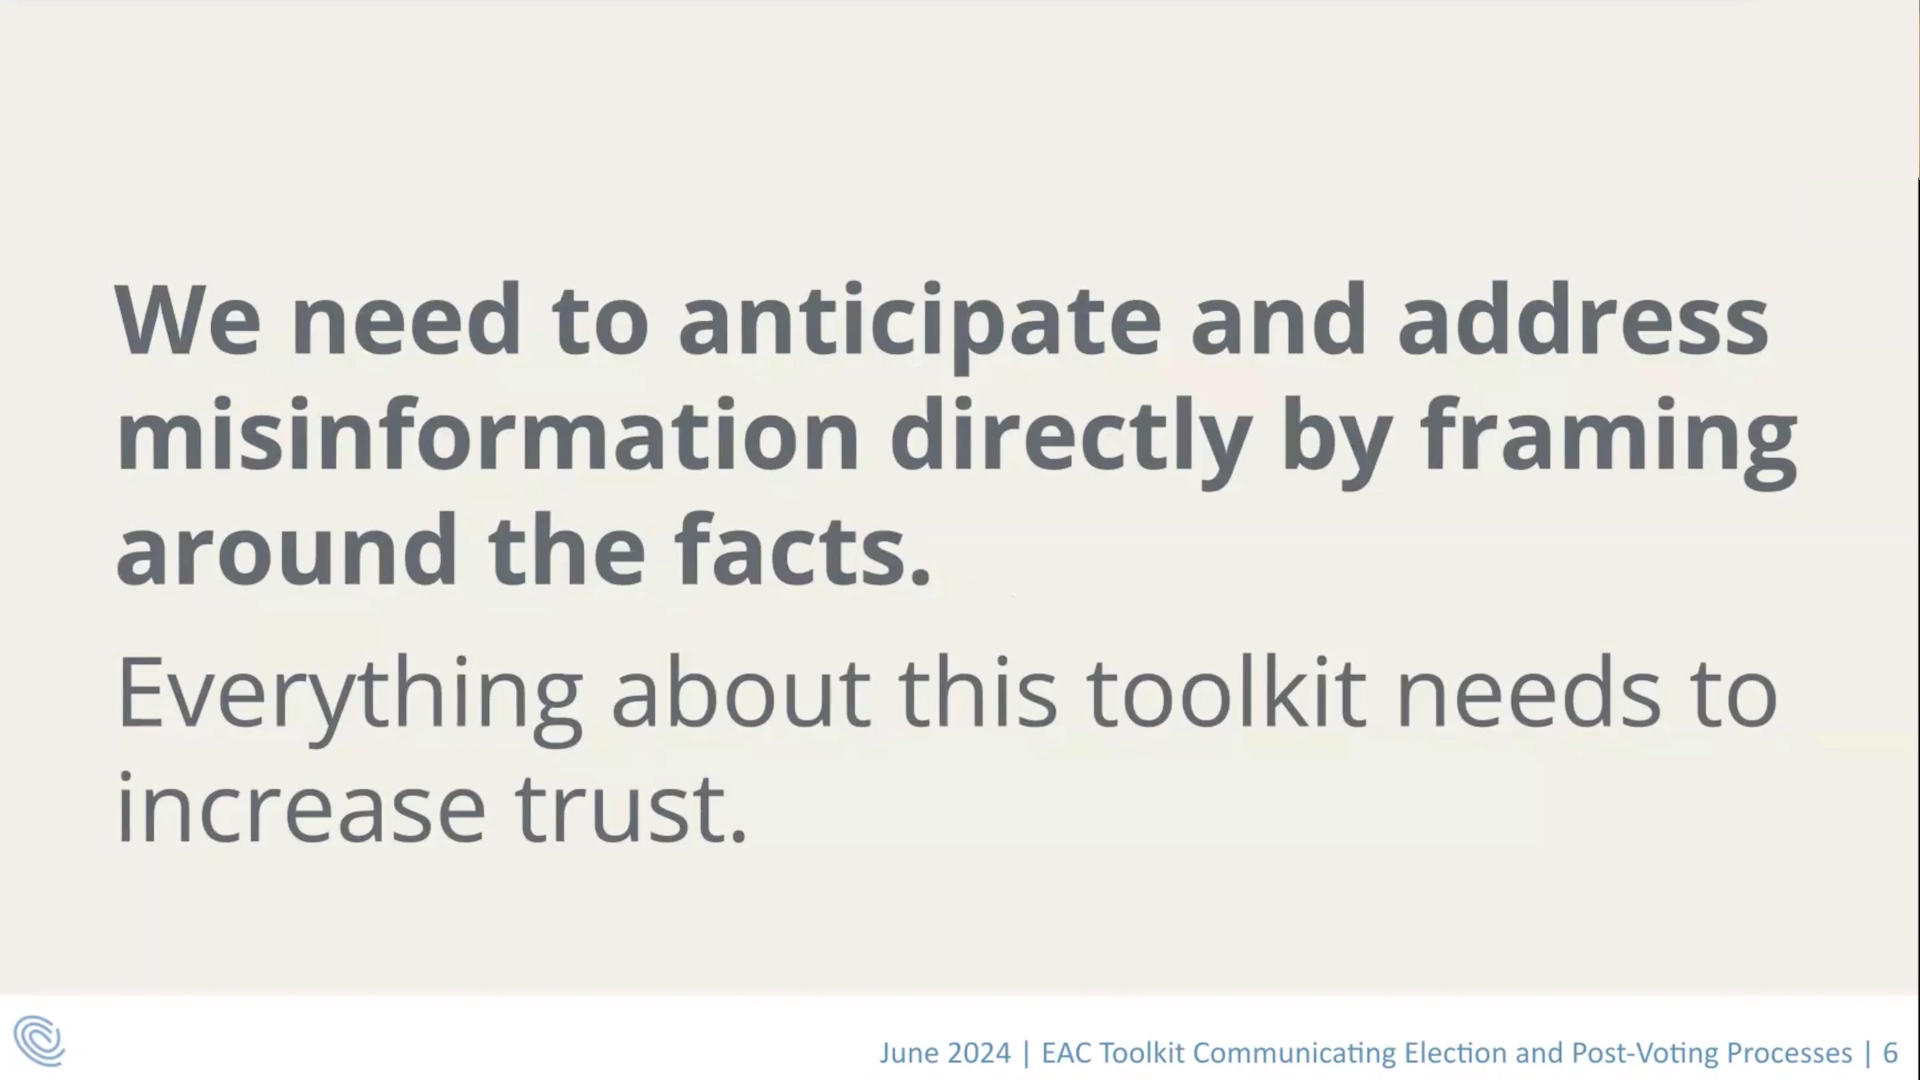 We need to anticipate and address
misinformation directly by framing
around the facts.
Everything about this toolkit needs to
increase trust.
June 2024 | EAC Toolkit Communicating Election and Post-Voting Processes | 6